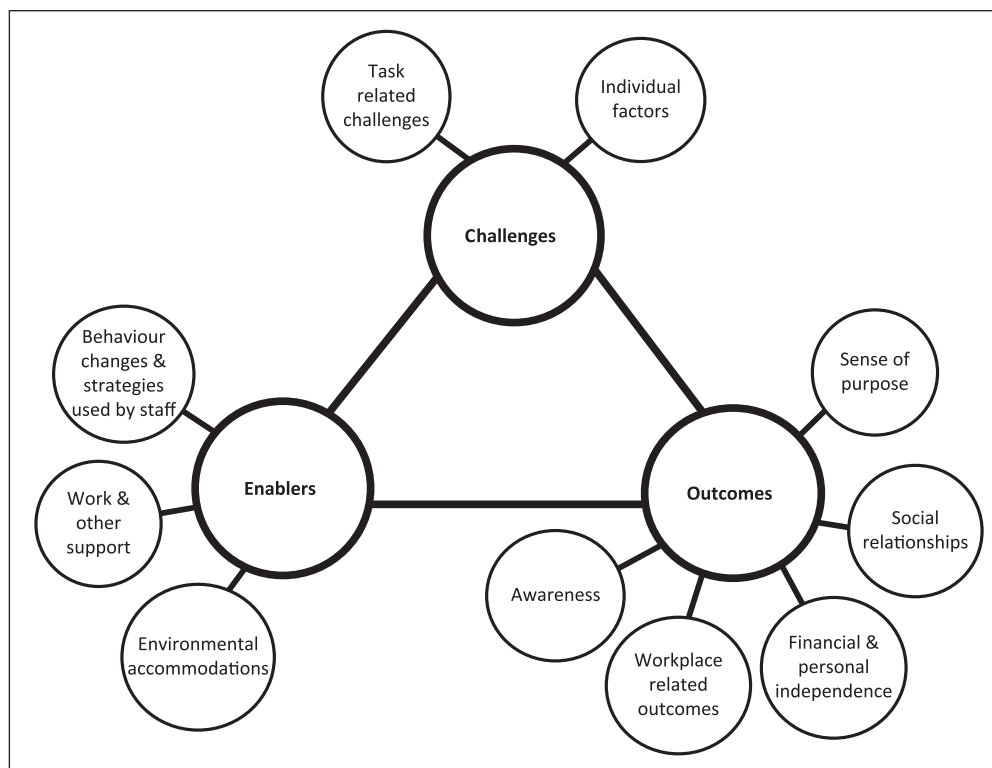 Task
related
challenges
Individual
factors
Challenges
Behaviour
changes &
strategies
used by staff
Work &
other
support
Environmental
accommodations
Enablers
Outcomes
Sense of
purpose
Social
relationships
Financial &
personal
independence
Workplace
related
outcomes
Awareness